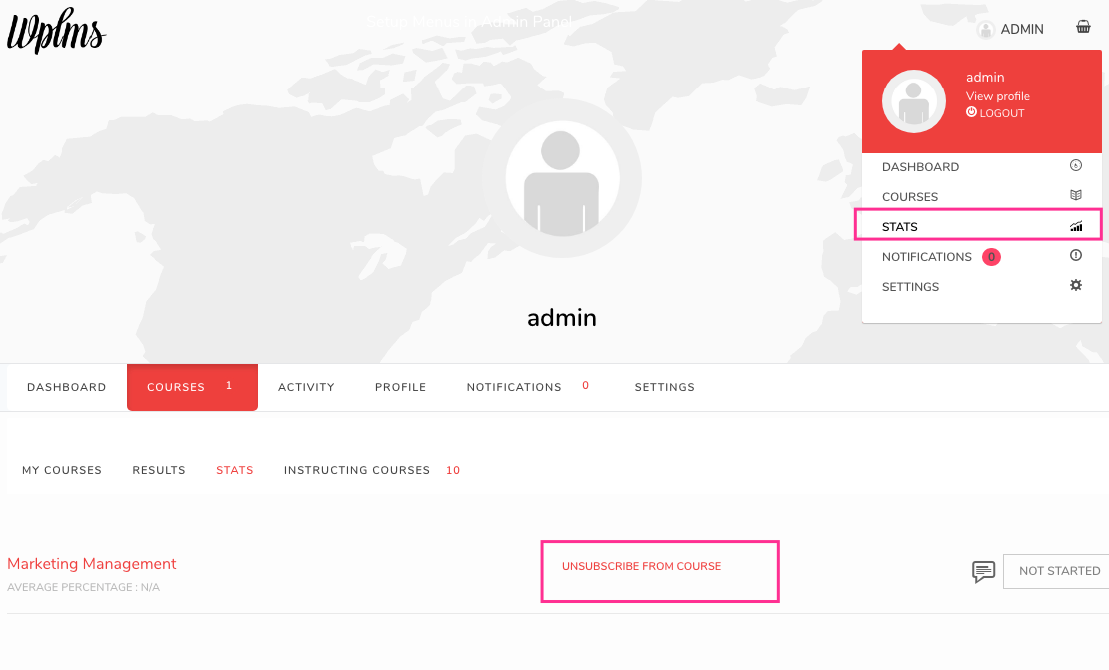 Wplms
Setup Menus in Admin Panel
ADMIN
admin
View profile
LOGOUT
DASHBOARD
COURSES
STATS
NOTIFICATIONS 0
SETTINGS
admin
DASHBOARD COURSES 1 ACTIVITY PROFILE NOTIFICATIONS 0 SETTINGS
MY COURSES RESULTS STATS INSTRUCTING COURSES 10
Marketing Management UNSUBSCRIBE FROM COURSE NOT STARTED
AVERAGE PERCENTAGE : N/A